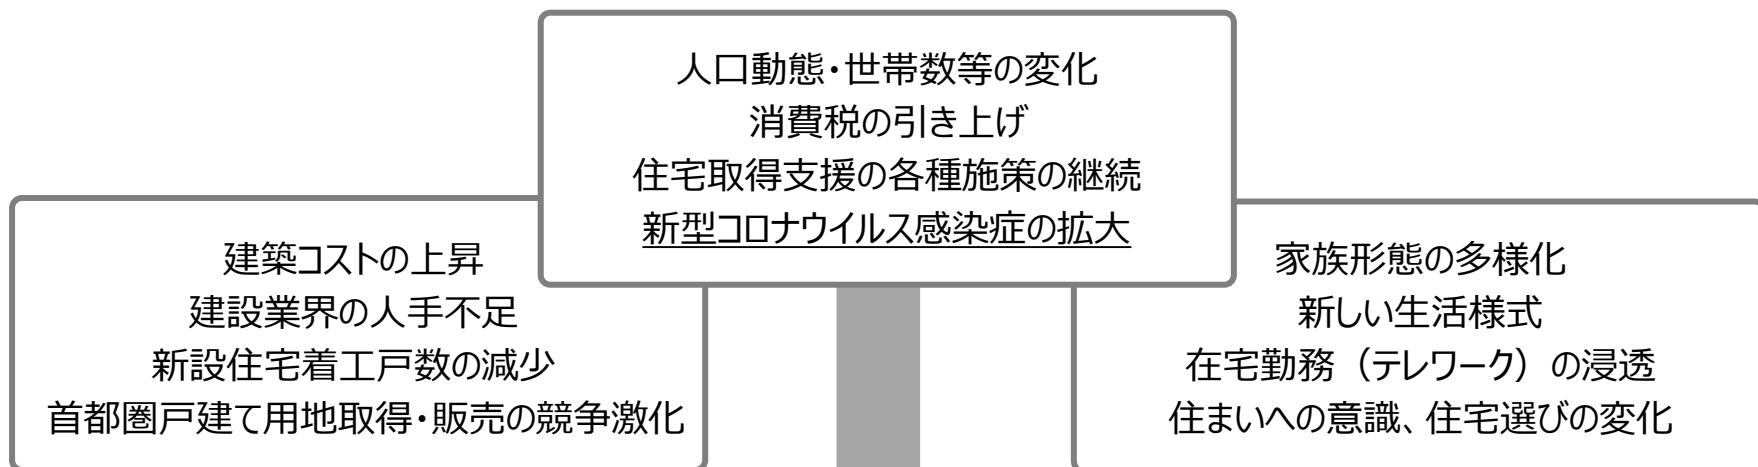 人口動態・世帯数等の変化
消費税の引き上げ
住宅取得支援の各種施策の継続
新型コロナウイルス感染症の拡大
建築コストの上昇
建設業界の人手不足
新設住宅着工戸数の減少
首都圏戸建て用地取得・販売の競争激化
家族形態の多様化
新しい生活様式
在宅勤務（テレワーク）の浸透
住まいへの意識、住宅選びの変化